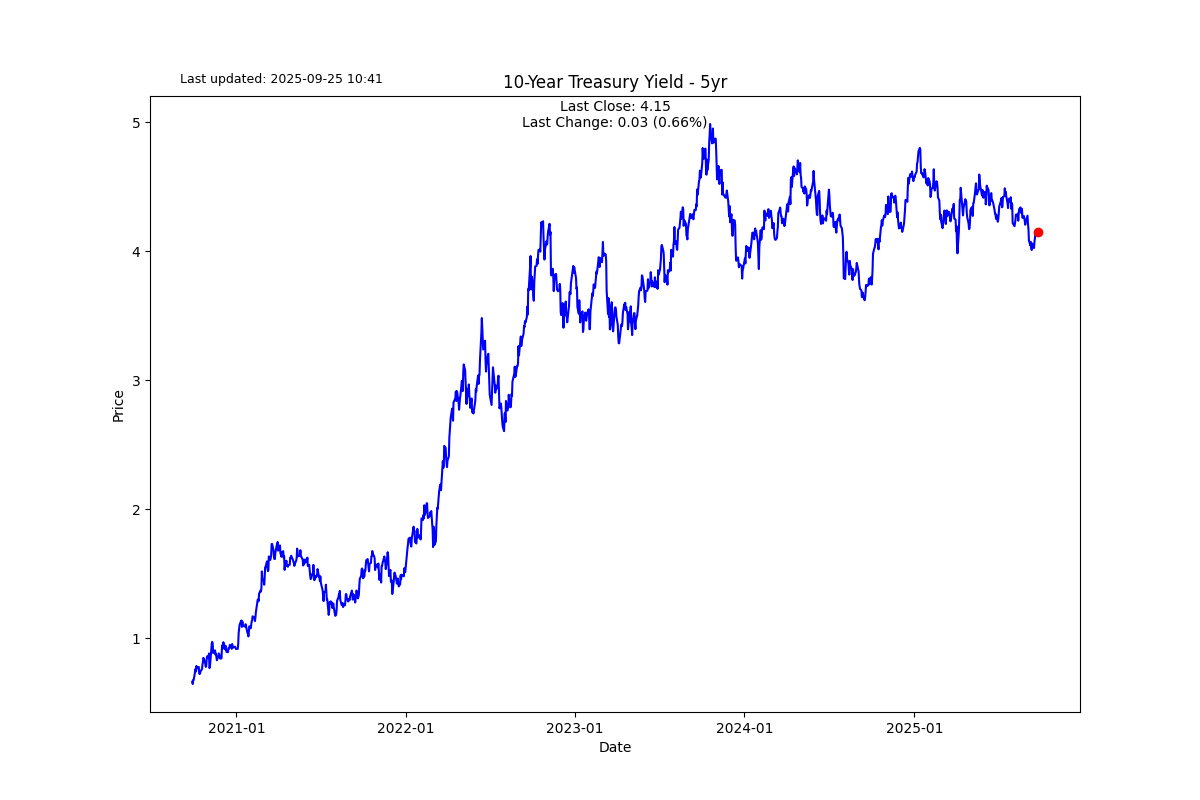 Last updated: 2025-09-25 10:41
10-Year Treasury Yield - 5yr
Last Close: 4.15
Last Change: 0.03 (0.66%)
5
4
3
2
1
Price
2021-01
2022-01
2023-01
2024-01
2025-01
Date